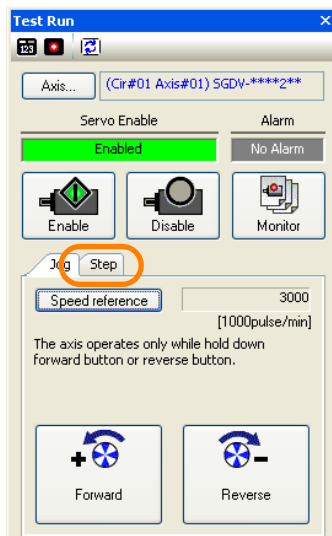 Test Run
123
Axis...
(Cir#01 Axis#01) SGDV-****2**
Servo Enable
Alarm
Enabled
No Alarm
Enable
Disable
Monitor
Jog
Step
Speed reference
3000
[1000pulse/min]
The axis operates only while hold down
forward button or reverse button.
+
-
Forward
Reverse